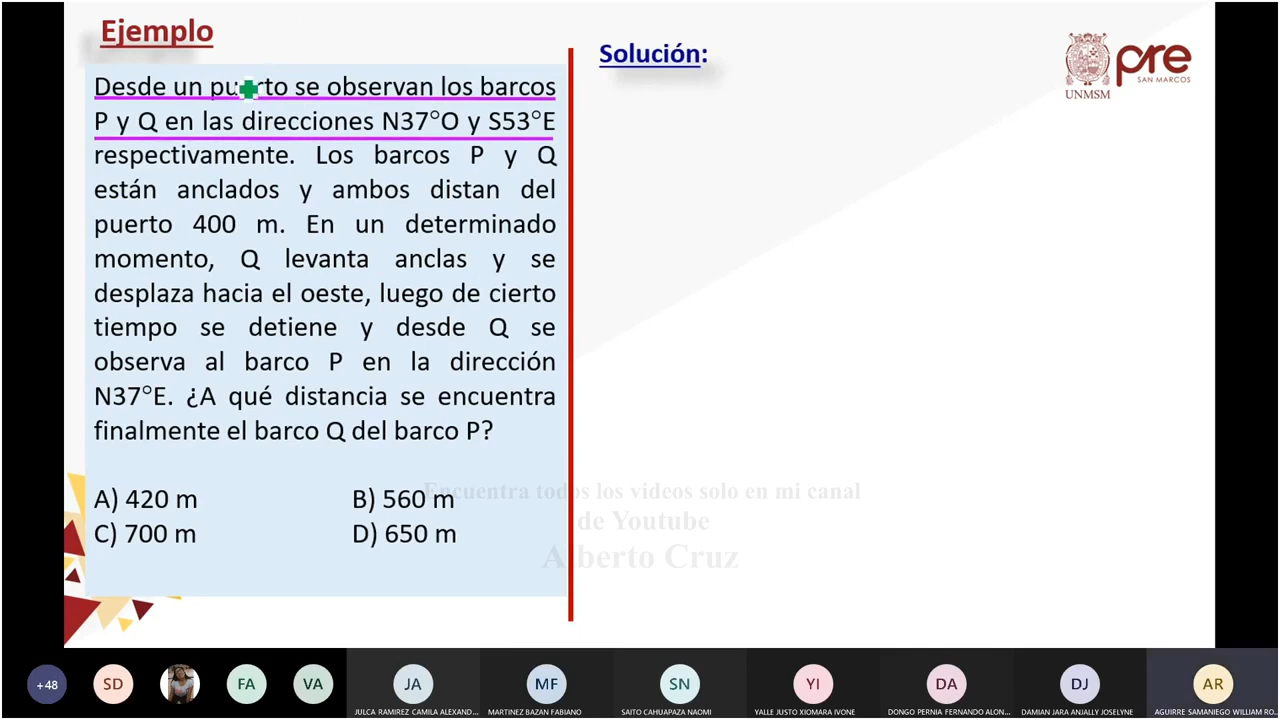 Ejemplo
Solución:
pre
SAN MARCOS
UNMSM
Desde un puerto se observan los barcos
P y Q en las direcciones N37°O y S53°E
respectivamente. Los barcos P y Q
están anclados y ambos distan del
puerto 400 m. En un determinado
momento, Q levanta anclas y se
desplaza hacia el oeste, luego de cierto
tiempo se detiene y desde Q se
observa al barco P en la dirección
N37°E. ¿A qué distancia se encuentra
finalmente el barco Q del barco P?
A) 420 m B) 560 m
C) 700 m D) 650 m
Encuentra todos los videos solo en mi canal
de Youtube
Alberto Cruz
+48
SD
FA
VA
JA
MF
SN
YI
DA
DJ
AR
JULCA RAMIREZ CAMILA ALEXAND...
MARTINEZ BAZAN FABIANO
SAITO CAHUAPAZA NAOMI
YALLE JUSTO XIOMARA IVONE
DONGO PERNIA FERNANDO ALON...
DAMIAN JARA ANJALLY JOSELYNE
AGUIRRE SAMANEGO WILLIAM RO...